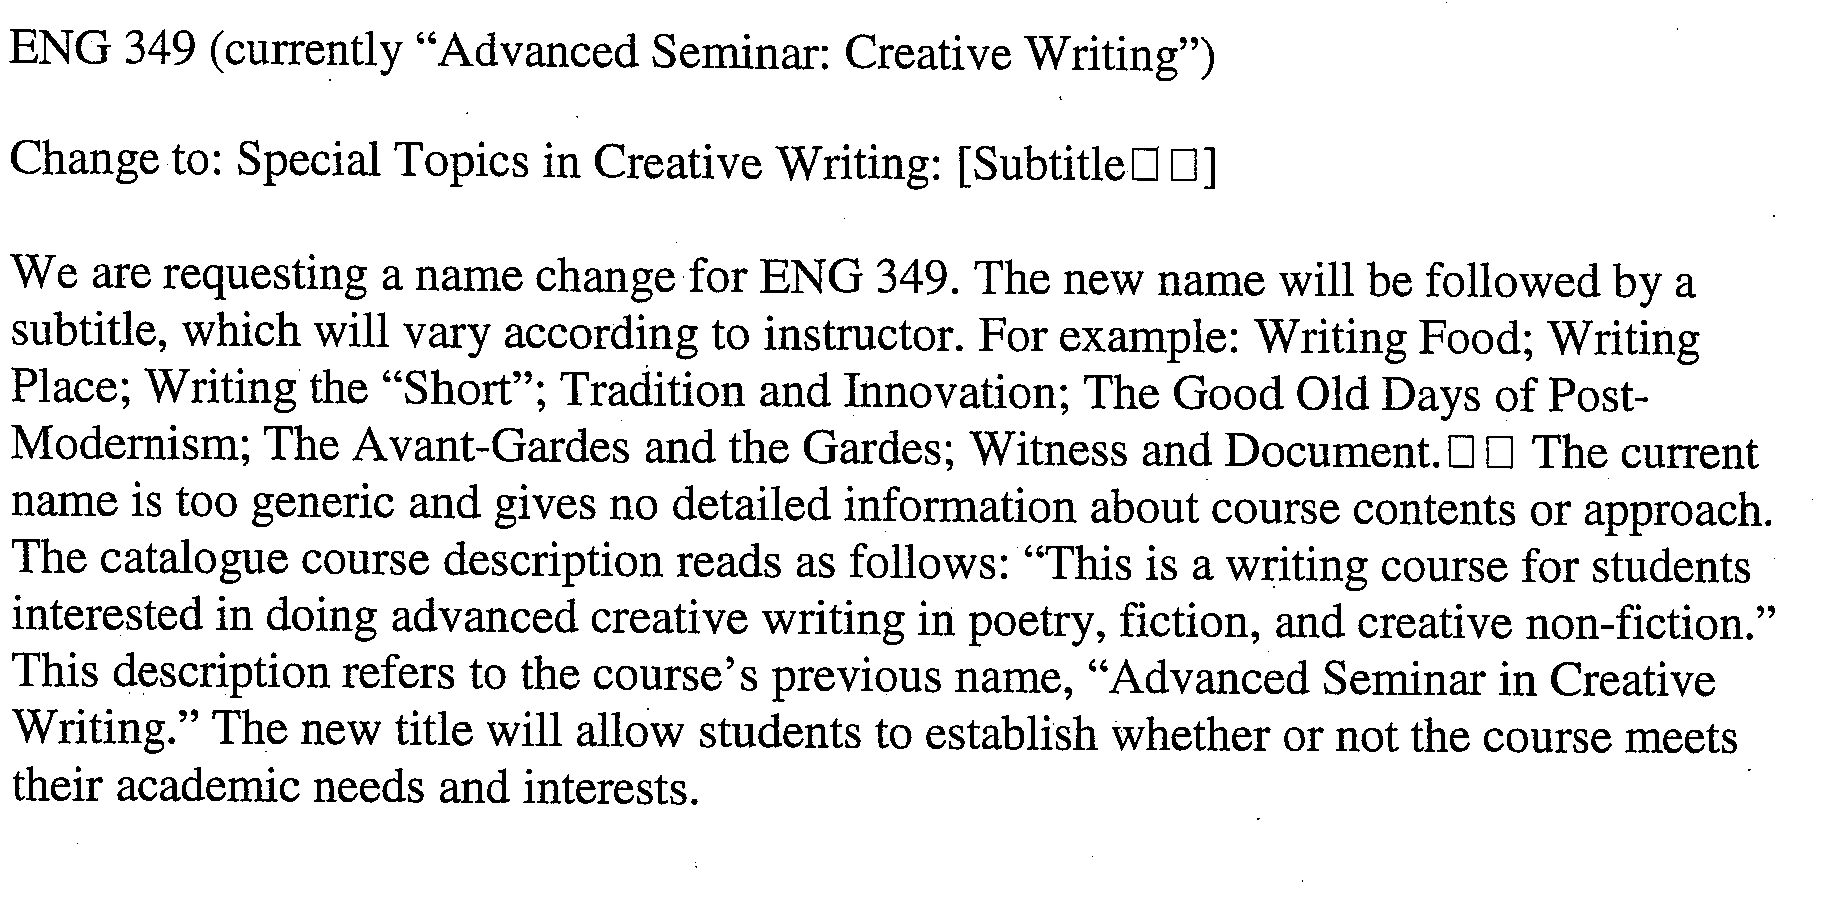 ENG 349 (currently “Advanced Seminar: Creative Writing”)
Change to: Special Topics in Creative Writing: [Subtitle□ □]
We are requesting a name change for ENG 349. The new name will be followed by a
subtitle, which will vary according to instructor. For example: Writing Food; Writing
Place; Writing the “Short”; Tradition and Innovation; The Good Old Days of Post-
Modernism; The Avant-Gardes and the Gardes; Witness and Document.□ □ The current
name is too generic and gives no detailed information about course contents or approach.
The catalogue course description reads as follows: “This is a writing course for students
interested in doing advanced creative writing in poetry, fiction, and creative non-fiction.”
This description refers to the course’s previous name, “Advanced Seminar in Creative
Writing.” The new title will allow students to establish whether or not the course meets
their academic needs and interests.